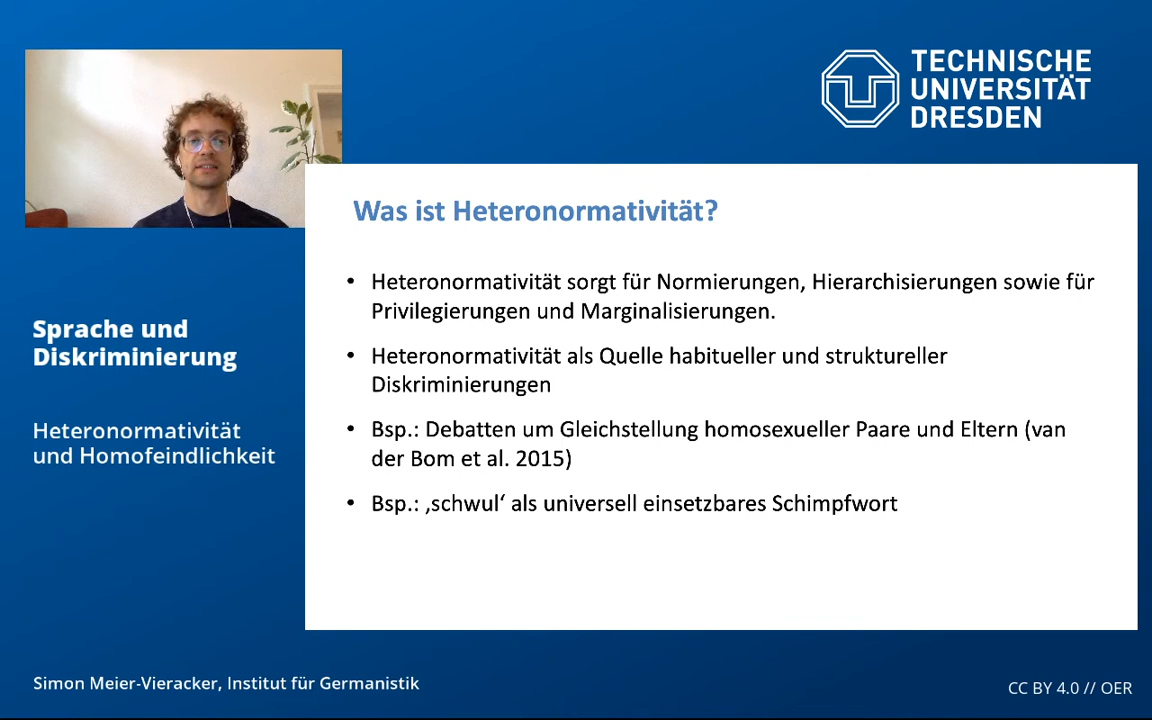 TECHNISCHE
UNIVERSITÄT
DRESDEN
Was ist Heteronormativität?
• Heteronormativität sorgt für Normierungen, Hierarchisierungen sowie für
Privilegierungen und Marginalisierungen.
• Heteronormativität als Quelle habitueller und struktureller
Diskriminierungen
• Bsp.: Debatten um Gleichstellung homosexueller Paare und Eltern (van
der Bom et al. 2015)
• Bsp.: ‚schwul‘ als universell einsetzbares Schimpfwort
Sprache und
Diskriminierung
Heteronormativität
und Homofeindlichkeit
Simon Meier-Vieracker, Institut für Germanistik
CC BY 4.0 // OER